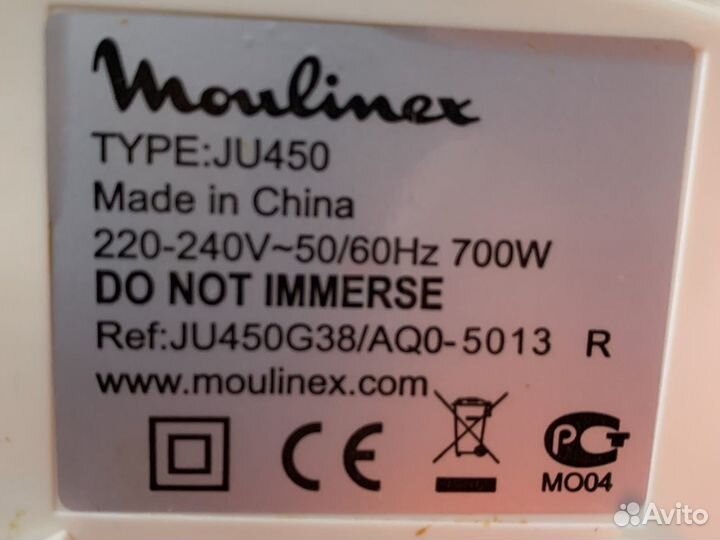 Moulinex
TYPE:JU450
Made in China
220-240V~50/60Hz 700W
DO NOT IMMERSE
Ref:JU450G38/AQ0-5013 R
www.moulinex.com
CE PCT
MO04
Avito